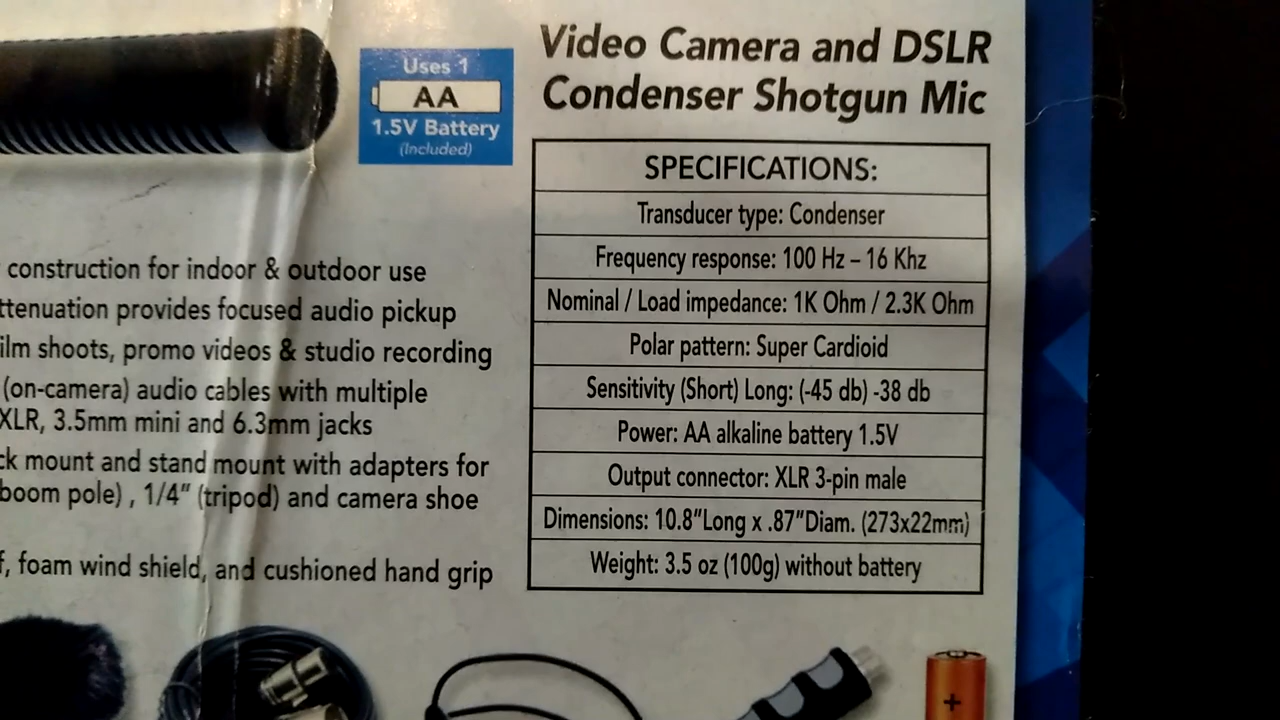 Uses 1
AA
1.5V Battery
(Included)
Video Camera and DSLR
Condenser Shotgun Mic
SPECIFICATIONS:
Transducer type: Condenser
Frequency response: 100 Hz – 16 Khz
Nominal / Load impedance: 1K Ohm / 2.3K Ohm
Polar pattern: Super Cardioid
Sensitivity (Short) Long: (-45 db) -38 db
Power: AA alkaline battery 1.5V
Output connector: XLR 3-pin male
Dimensions: 10.8"Long x .87"Diam. (273x22mm)
Weight: 3.5 oz (100g) without battery
construction for indoor & outdoor use
ttenuation provides focused audio pickup
ilm shoots, promo videos & studio recording
(on-camera) audio cables with multiple
XLR, 3.5mm mini and 6.3mm jacks
ck mount and stand mount with adapters for
boom pole) , 1/4" (tripod) and camera shoe
f, foam wind shield, and cushioned hand grip
+